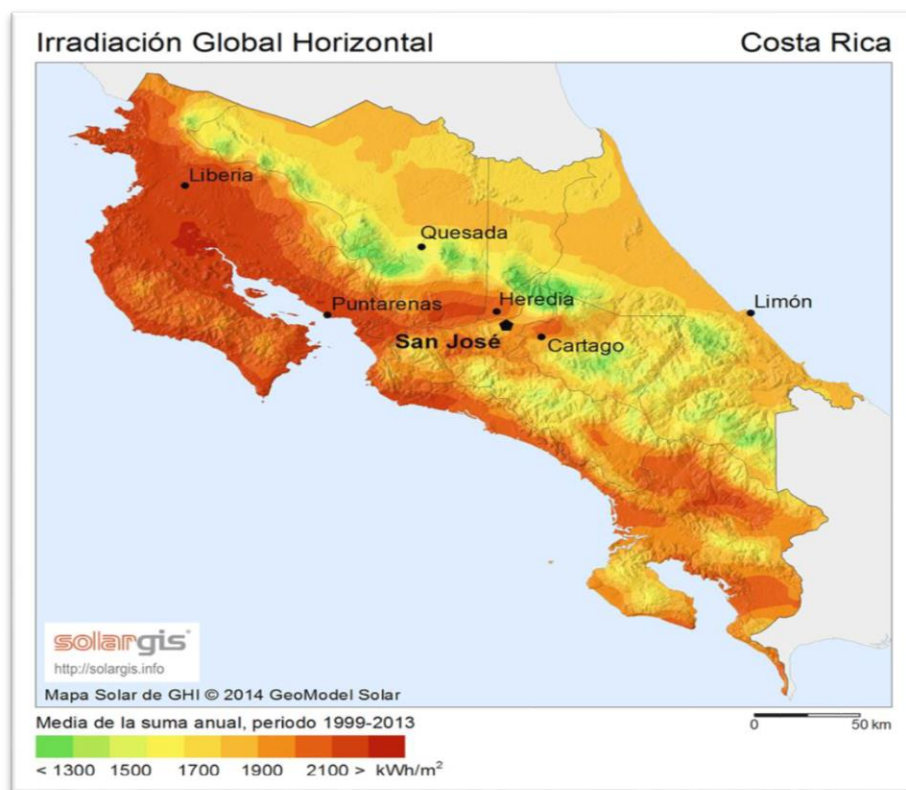 Irradiación Global Horizontal
Costa Rica
Liberia
Quesada
Puntarenas
Heredia
Limón
San José
Cartago
solargis
http://solargis.info
Mapa Solar de GHI © 2014 GeoModel Solar
Media de la suma anual, periodo 1999-2013
0 50 km
< 1300 1500 1700 1900 2100 > kWh/m²